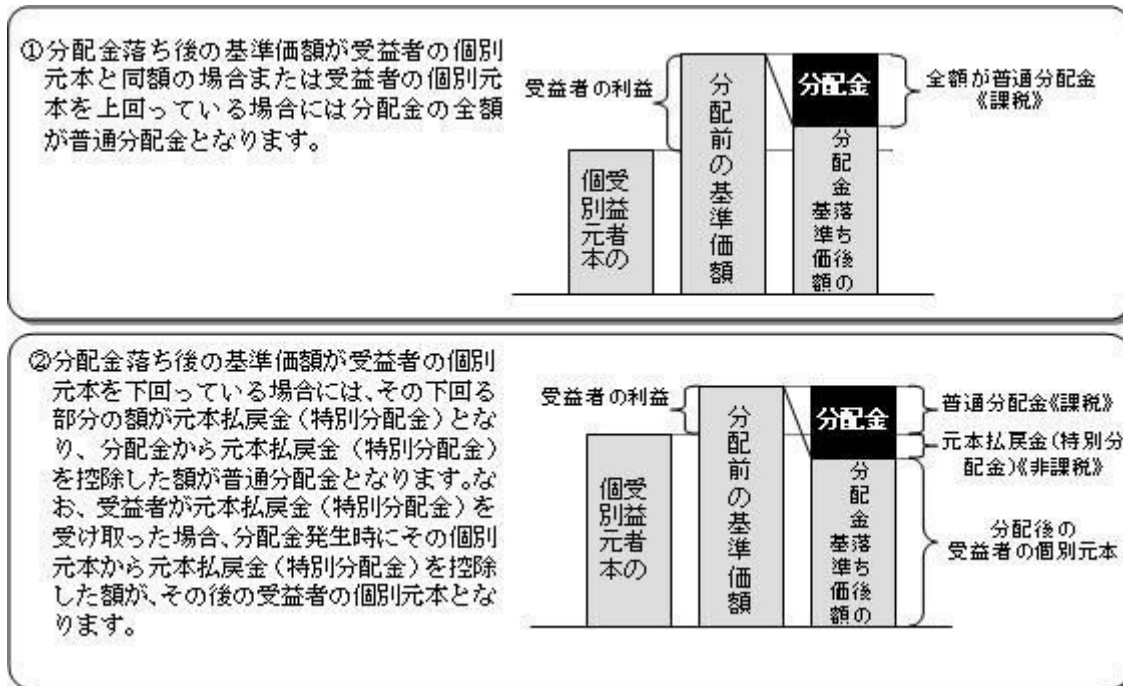 ①分配金落ち後の基準価額が受益者の個別
元本と同額の場合または受益者の個別元
本を上回っている場合には分配金の全額
が普通分配金となります。
受益者の利益
個別元本
受益者の
分配前の基準価額
分配金
基準価額
分配金落ち後の
全額が普通分配金
《課税》
②分配金落ち後の基準価額が受益者の個別
元本を下回っている場合には、その下回る
部分の額が元本払戻金（特別分配金）とな
り、分配金から元本払戻金（特別分配金）
を控除した額が普通分配金となります。な
お、受益者が元本払戻金（特別分配金）を
受け取った場合、分配金発生時にその個別
元本から元本払戻金（特別分配金）を控除
した額が、その後の受益者の個別元本とな
ります。
受益者の利益
受益者の
個別元本
分配前の基準価額
分配金
分配金落ち後の
基準価額
普通分配金《課税》
元本払戻金（特別分
配金）《非課税》
分配後の
受益者の個別元本